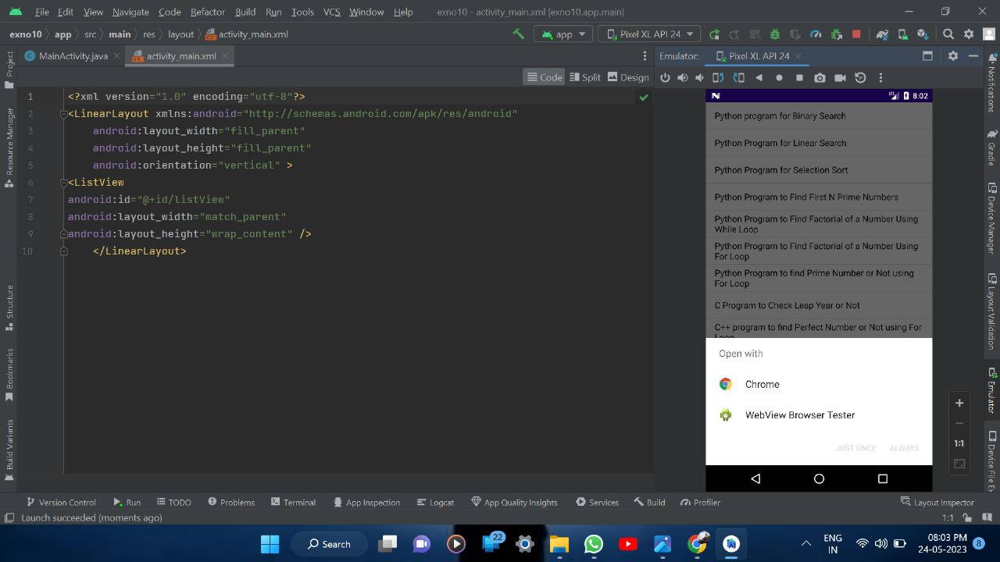 File Edit View Navigate Code Refactor Build Run Tools VCS Window Help exno10 - activity_main.xml [exno10.app.main]
exno10 app src main res layout activity_main.xml app Pixel XL API 24
MainActivity.java activity_main.xml Emulator: Pixel XL API 24
Code Split Design
1 <?xml version="1.0" encoding="utf-8"?>
2 <LinearLayout xmlns:android="http://schemas.android.com/apk/res/android"
3 android:layout_width="fill_parent"
4 android:layout_height="fill_parent"
5 android:orientation="vertical" >
6 <ListView
7 android:id="@+id/listView"
8 android:layout_width="match_parent"
9 android:layout_height="wrap_content" />
10 </LinearLayout>
Project
Resource Manager
Structure
Bookmarks
Build Variants
8:02
Python program for Binary Search
Python Program for Linear Search
Python Program for Selection Sort
Python Program to Find First N Prime Numbers
Python Program to Find Factorial of a Number Using
While Loop
Python Program to Find Factorial of a Number Using
For Loop
Python Program to find Prime Number or Not using
For Loop
C Program to Check Leap Year or Not
C++ program to find Perfect Number or Not using For
Loop
Open with
Chrome
WebView Browser Tester
JUST ONCE ALWAYS
1:1
Notifications
Gradle
Device Manager
Layout Validation
Emulator
Device File Ex
Version Control Run TODO Problems Terminal App Inspection Logcat App Quality Insights Services Build Profiler Layout Inspector
Launch succeeded (moments ago) 1:1
Search 22 ENG 08:03 PM 8
IN 24-05-2023